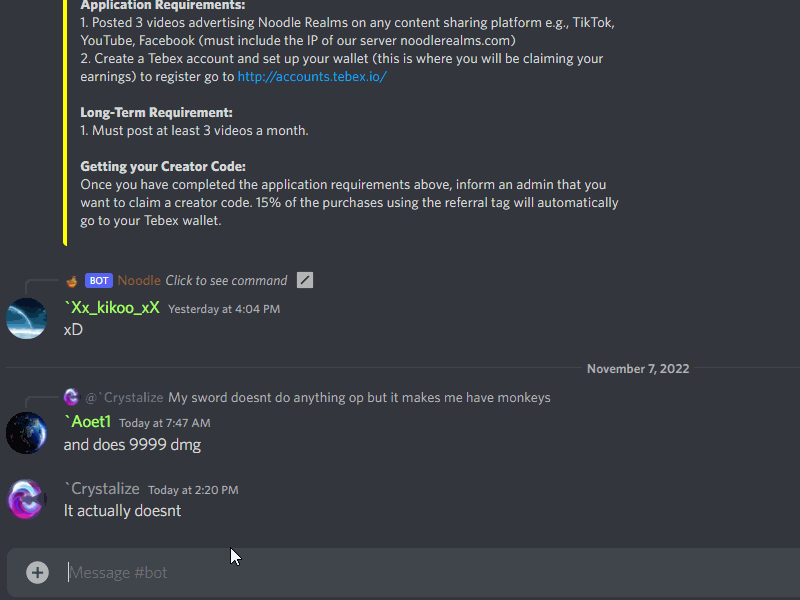 Application Requirements:
1. Posted 3 videos advertising Noodle Realms on any content sharing platform e.g., TikTok,
YouTube, Facebook (must include the IP of our server noodlerealms.com)
2. Create a Tebex account and set up your wallet (this is where you will be claiming your
earnings) to register go to http://accounts.tebex.io/
Long-Term Requirement:
1. Must post at least 3 videos a month.
Getting your Creator Code:
Once you have completed the application requirements above, inform an admin that you
want to claim a creator code. 15% of the purchases using the referral tag will automatically
go to your Tebex wallet.
BOT Noodle Click to see command
`Xx_kikoo_xX Yesterday at 4:04 PM
xD
November 7, 2022
@`Crystalize My sword doesnt do anything op but it makes me have monkeys
`Aoet1 Today at 7:47 AM
and does 9999 dmg
`Crystalize Today at 2:20 PM
It actually doesnt
Message #bot